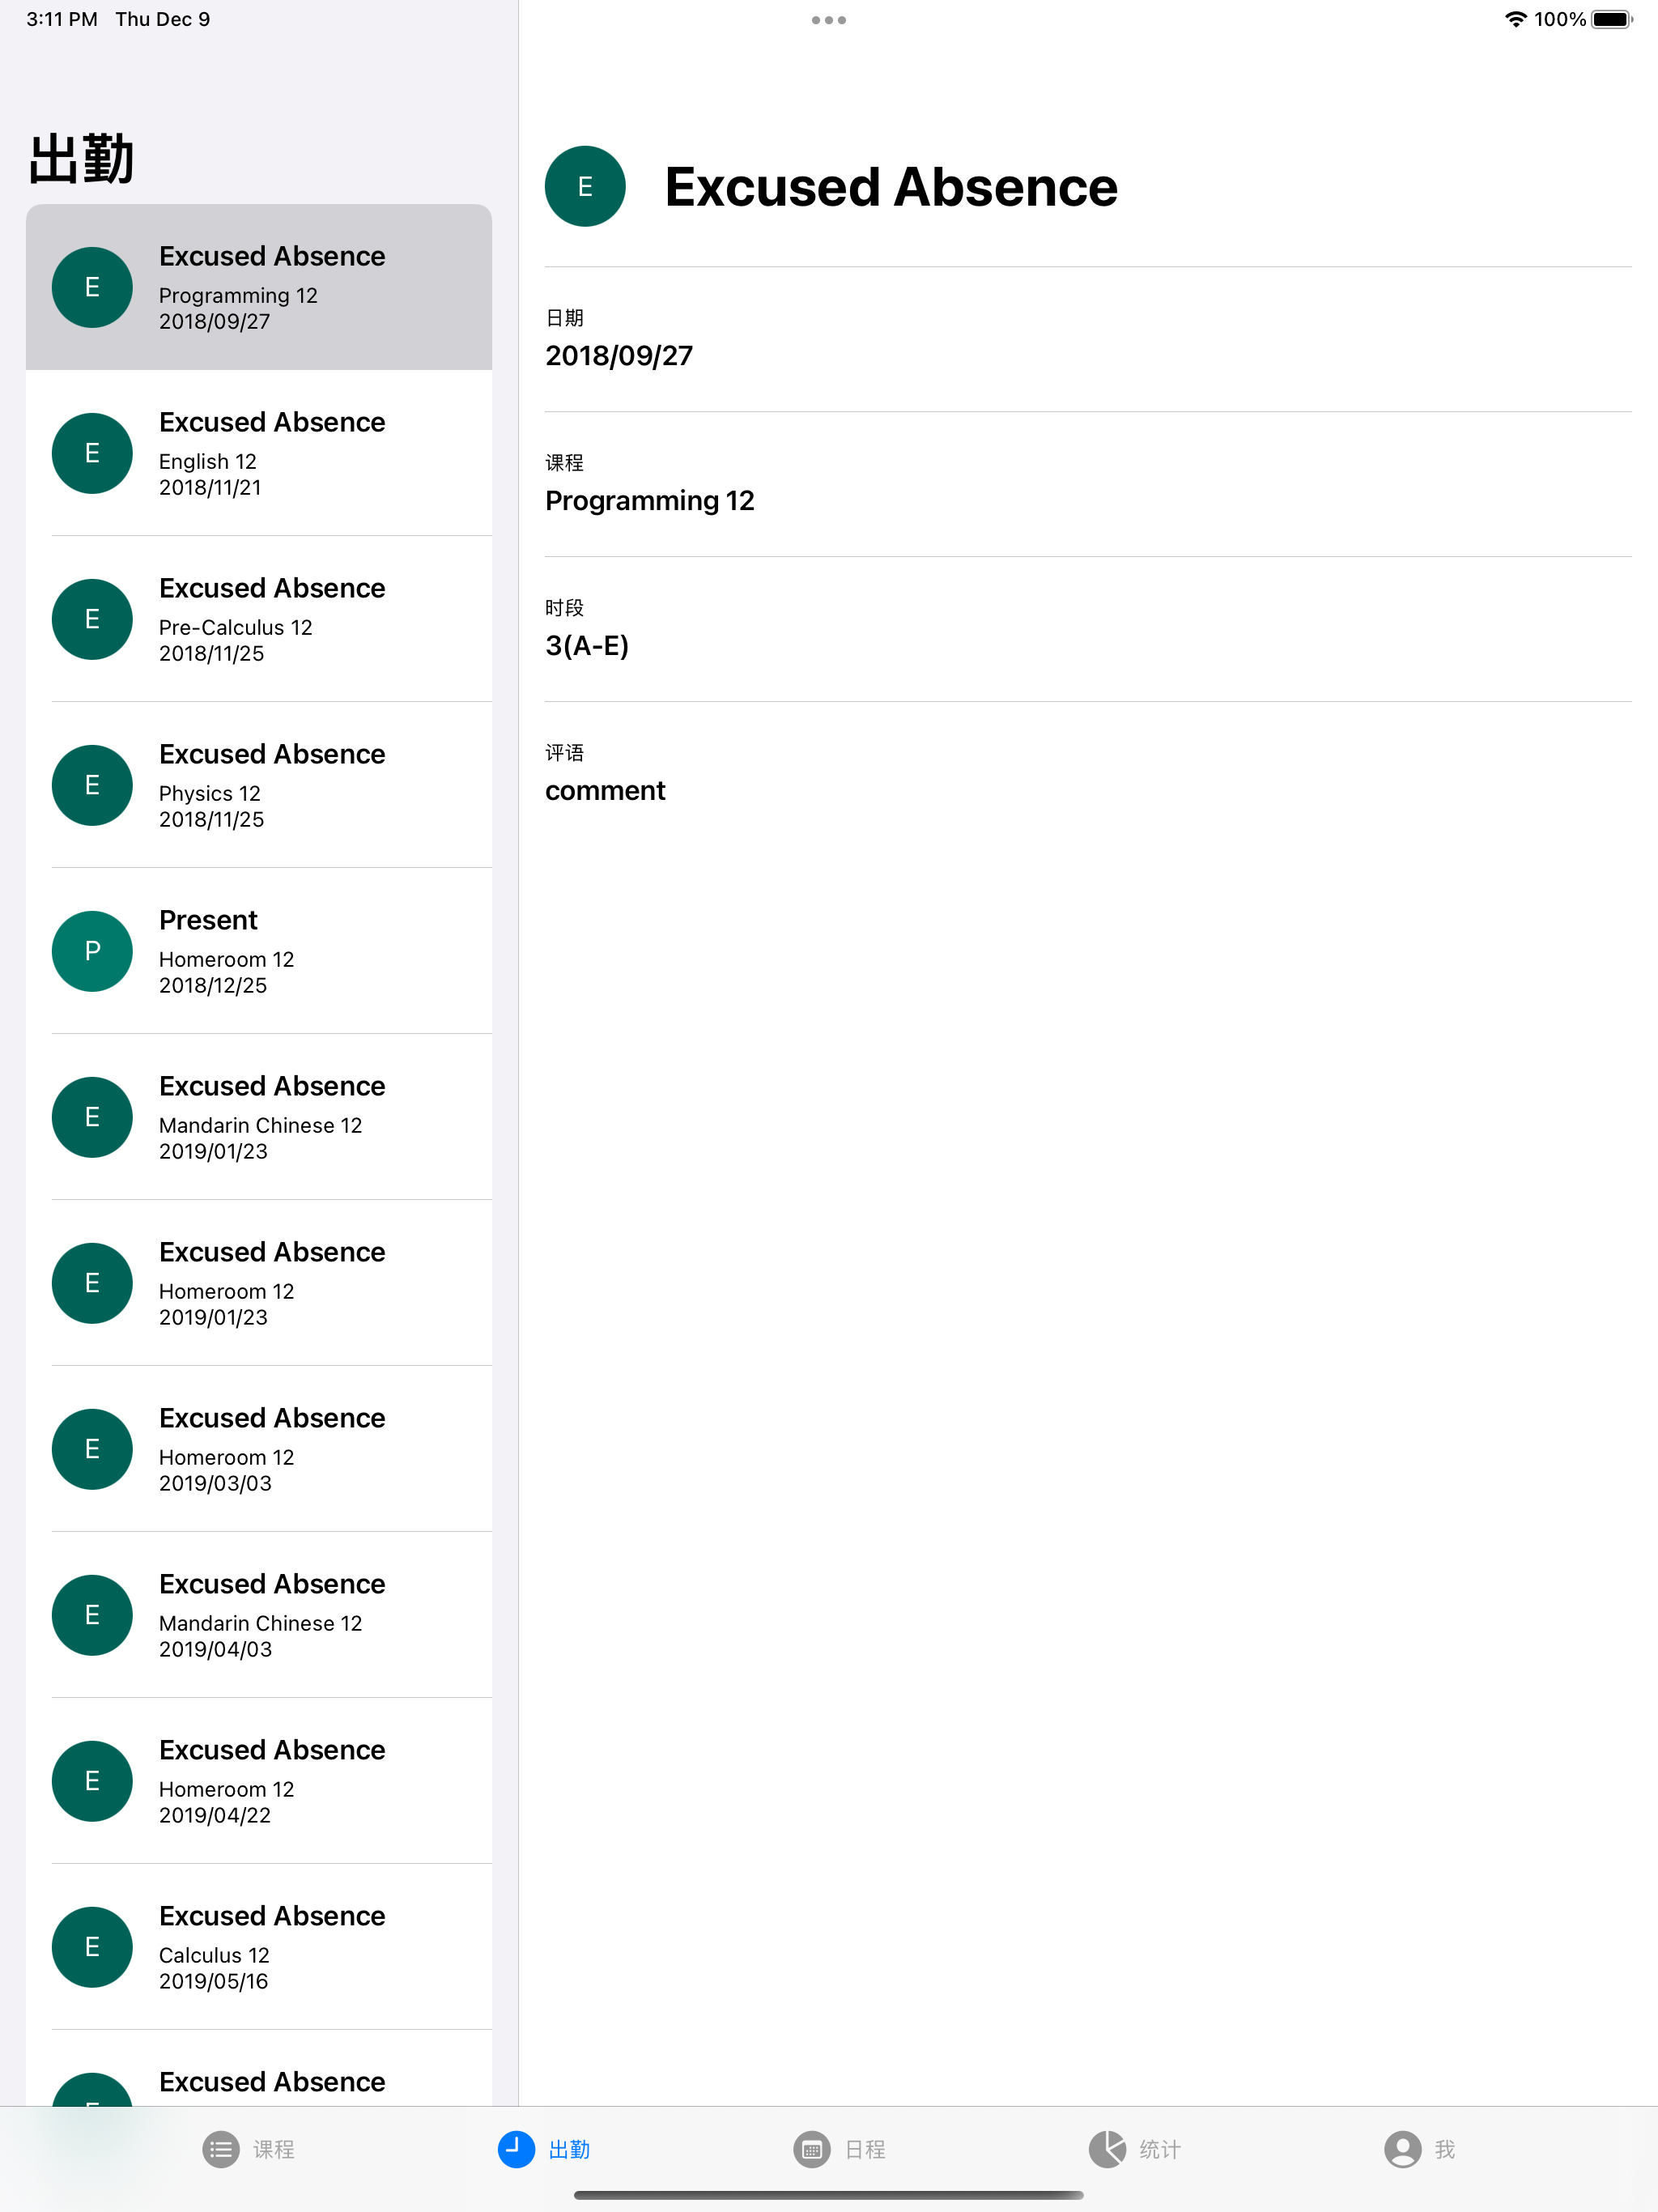 3:11 PM Thu Dec 9
100%
出勤
E
Excused Absence
Programming 12
2018/09/27
E
Excused Absence
English 12
2018/11/21
E
Excused Absence
Pre-Calculus 12
2018/11/25
E
Excused Absence
Physics 12
2018/11/25
P
Present
Homeroom 12
2018/12/25
E
Excused Absence
Mandarin Chinese 12
2019/01/23
E
Excused Absence
Homeroom 12
2019/01/23
E
Excused Absence
Homeroom 12
2019/03/03
E
Excused Absence
Mandarin Chinese 12
2019/04/03
E
Excused Absence
Homeroom 12
2019/04/22
E
Excused Absence
Calculus 12
2019/05/16
Excused Absence
E
Excused Absence
日期
2018/09/27
课程
Programming 12
时段
3(A-E)
评语
comment
课程
出勤
日程
统计
我